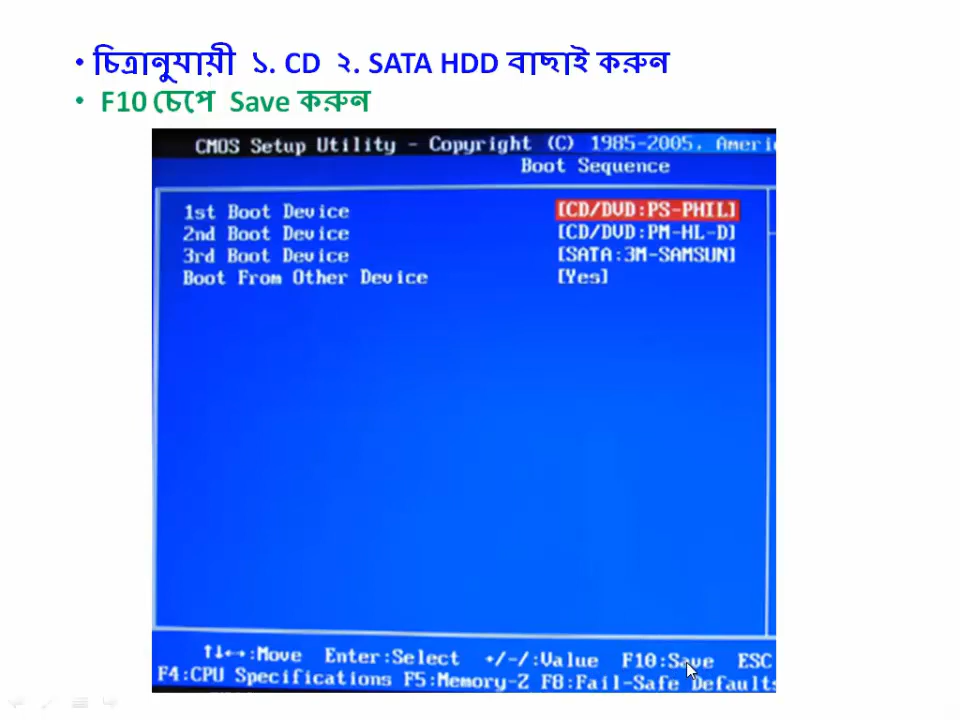 • চিত্রানুযায়ী ১. CD ২. SATA HDD বাছাই করুন
• F10 চেপে Save করুন
CMOS Setup Utility - Copyright (C) 1985-2005, Ameri
Boot Sequence
1st Boot Device [CD/DVD:PS-PHIL]
2nd Boot Device [CD/DVD:PM-HL-D]
3rd Boot Device [SATA:3M-SAMSUN]
Boot From Other Device [Yes]
↑↓←→:Move Enter:Select +/-/:Value F10:Save ESC
F4:CPU Specifications F5:Memory-Z F8:Fail-Safe Defaults